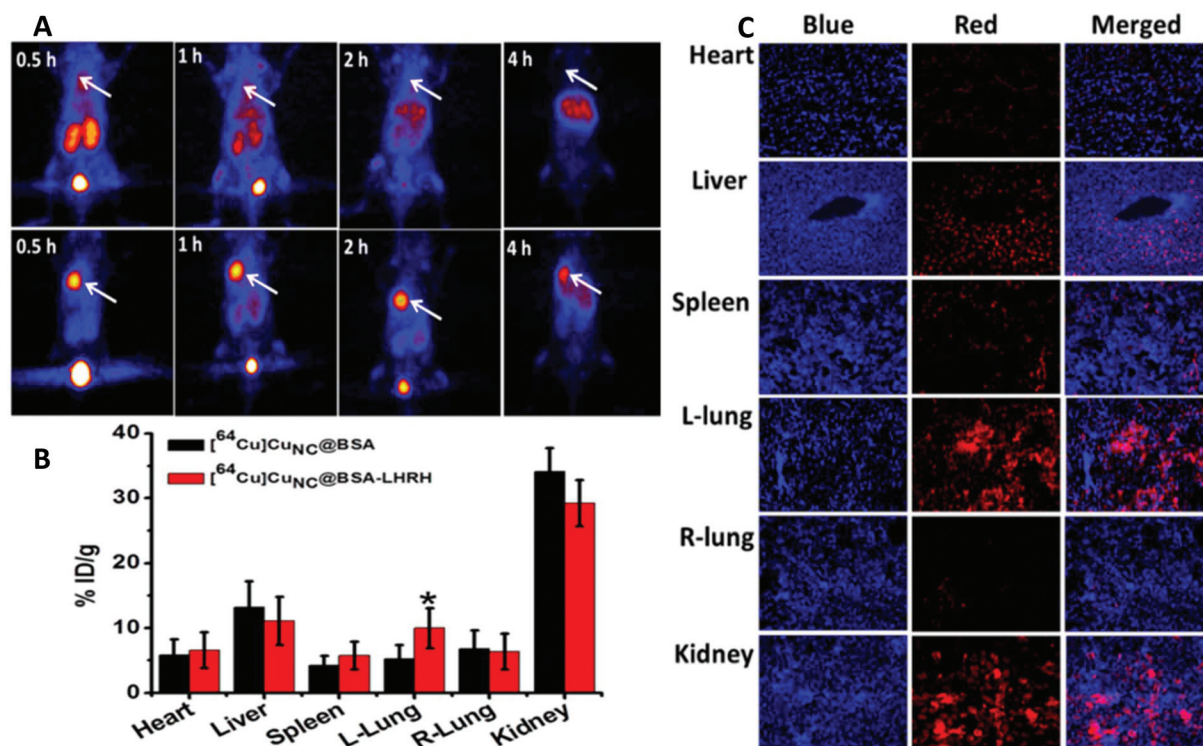 A
0.5 h 1 h 2 h 4 h
0.5 h 1 h 2 h 4 h
B
40
30
20
10
0
% ID/g
[64Cu]CuNC@BSA
[64Cu]CuNC@BSA-LHRH
*
Heart Liver Spleen L-Lung R-Lung Kidney
C
Blue Red Merged
Heart
Liver
Spleen
L-lung
R-lung
Kidney